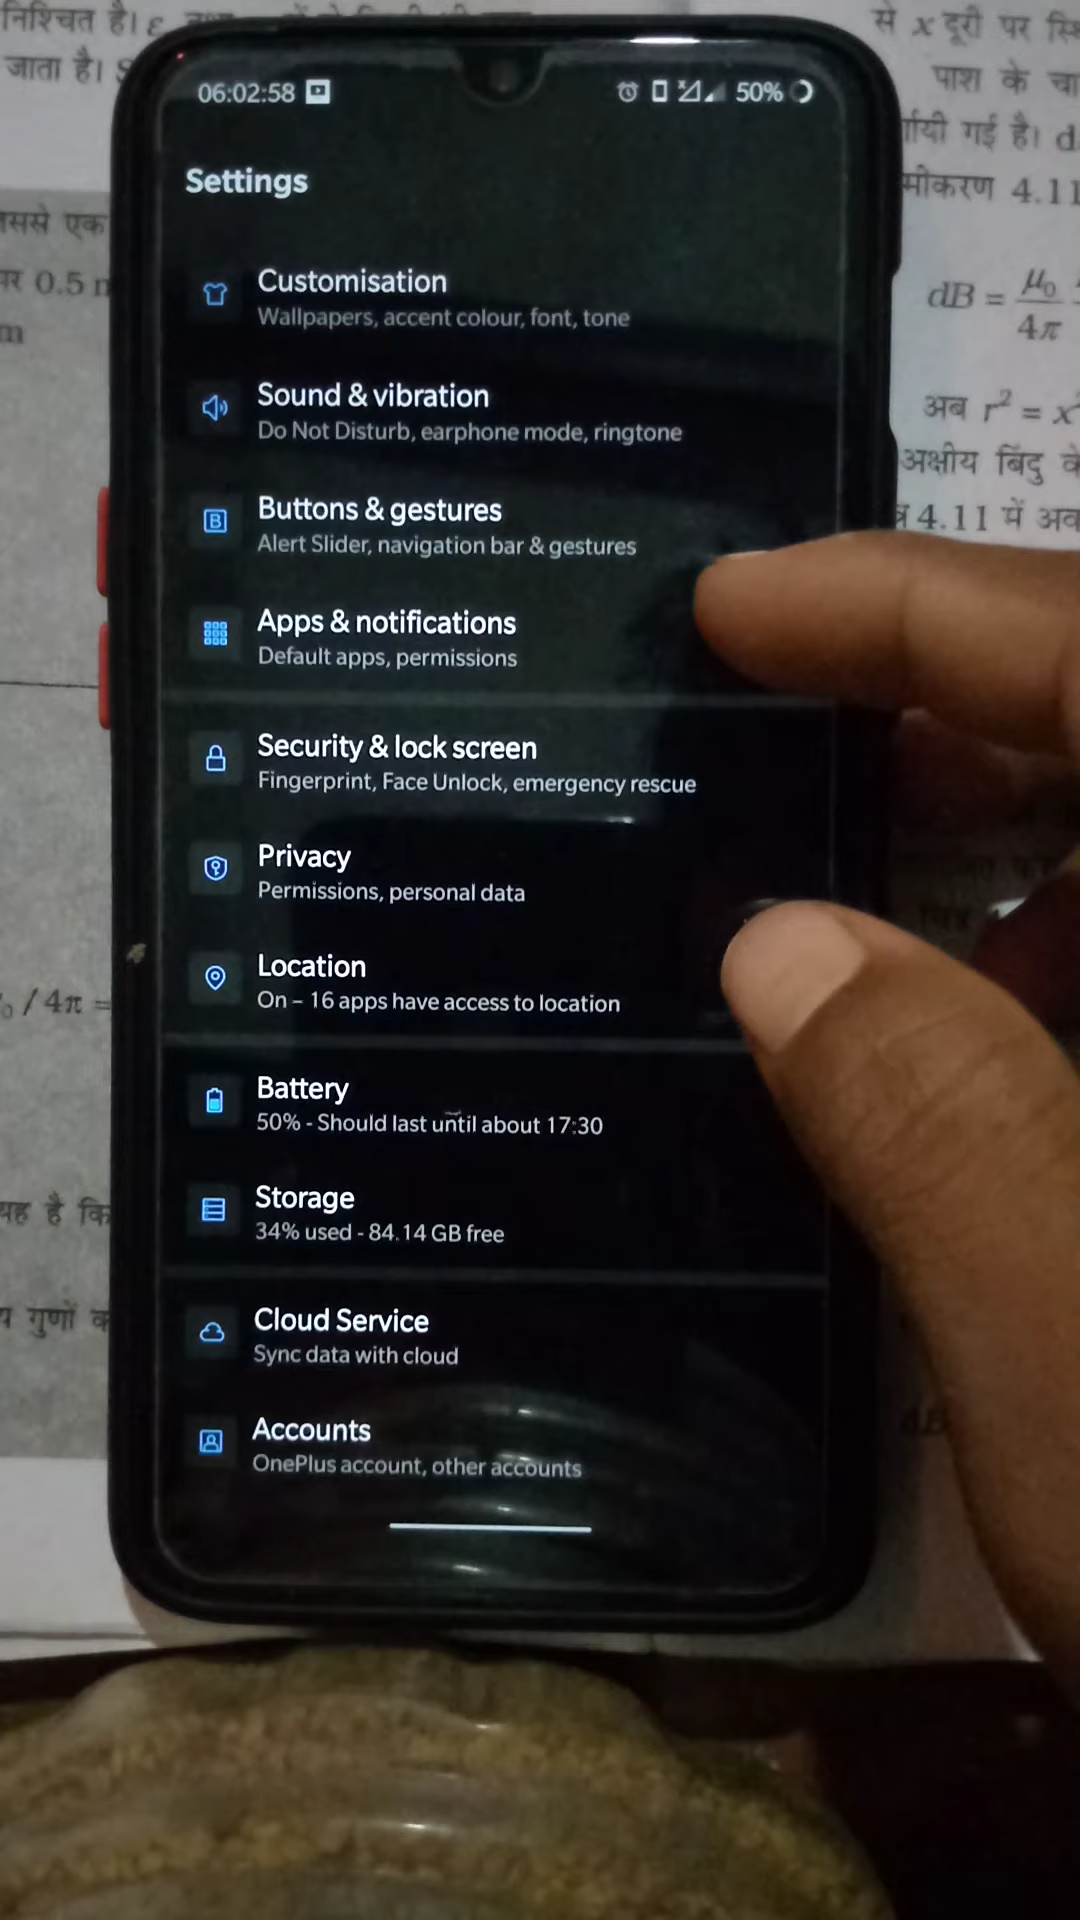 निश्चित है। ε
जाता है।
06:02:58
50%
Settings
Customisation
Wallpapers, accent colour, font, tone
Sound & vibration
Do Not Disturb, earphone mode, ringtone
Buttons & gestures
Alert Slider, navigation bar & gestures
Apps & notifications
Default apps, permissions
Security & lock screen
Fingerprint, Face Unlock, emergency rescue
Privacy
Permissions, personal data
Location
On – 16 apps have access to location
Battery
50% - Should last until about 17:30
Storage
34% used - 84.14 GB free
Cloud Service
Sync data with cloud
Accounts
OnePlus account, other accounts
एक
0.5
m
/ 4π =
है
गुणों
से x दूरी पर
पाश के
गई है। d
4.11
dB = μ₀
4π
अब r² = x
अक्षीय बिंदु के
4.11 में